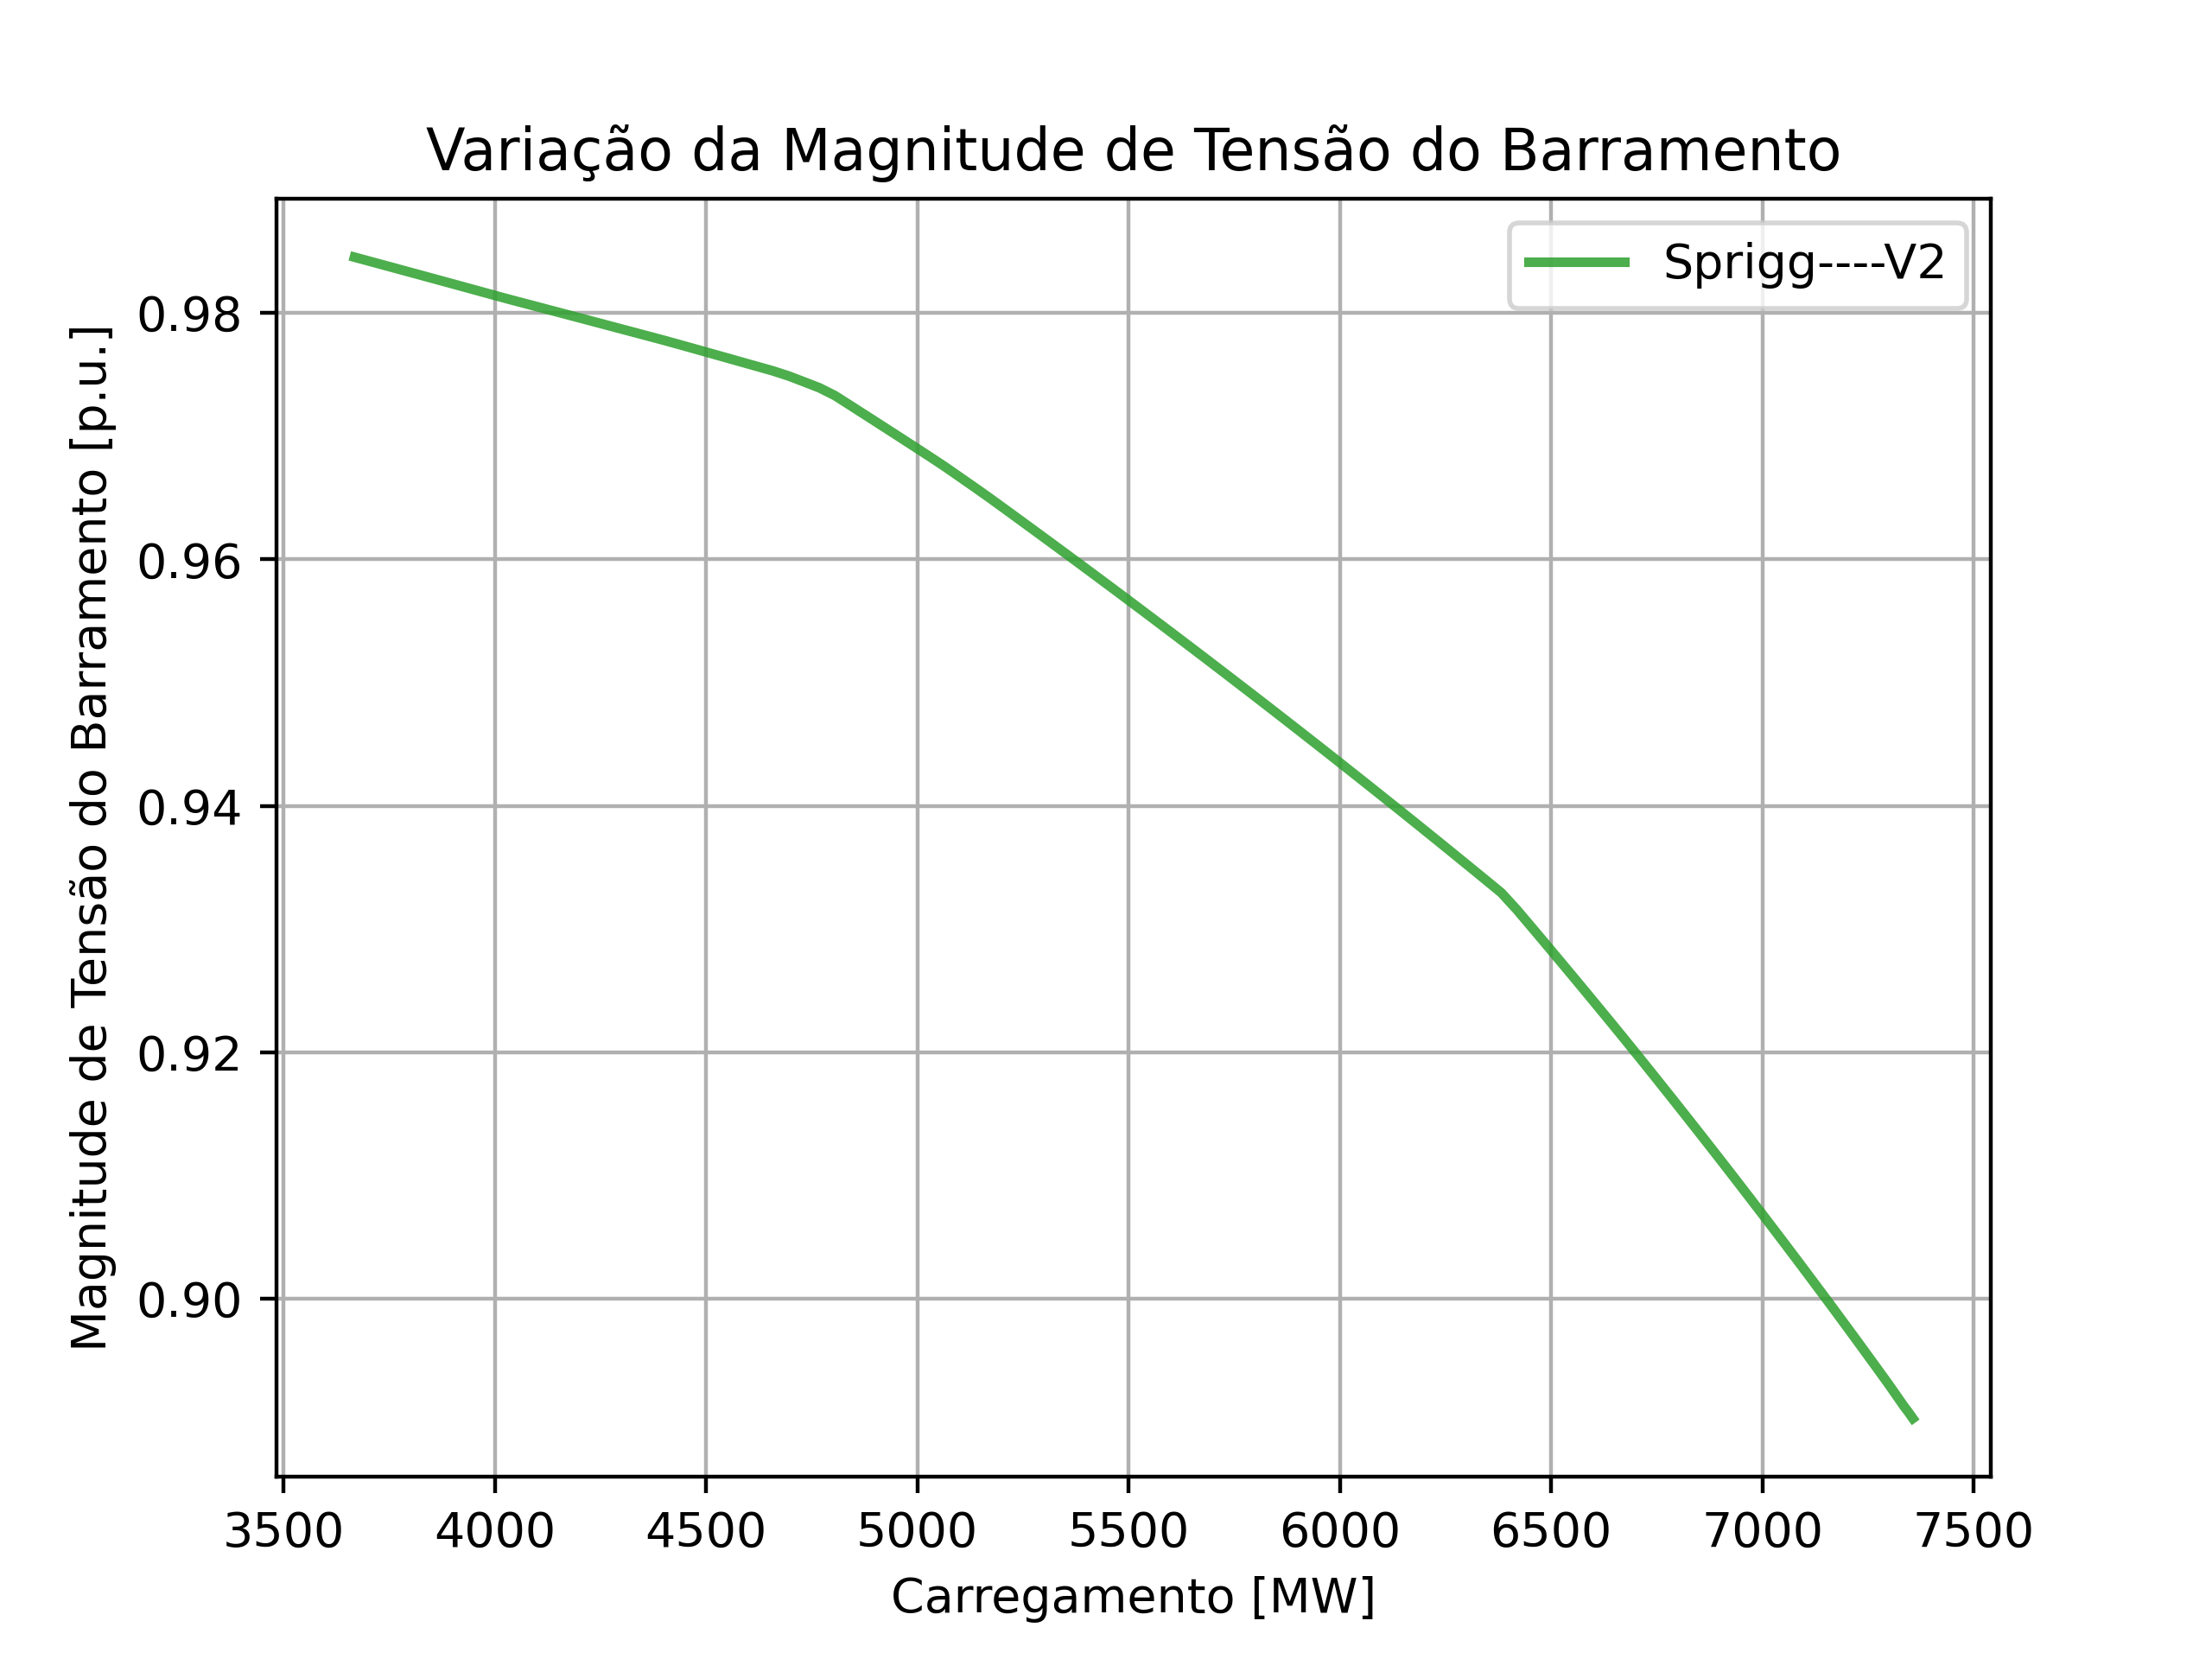 Variação da Magnitude de Tensão do Barramento
Sprigg----V2
Magnitude de Tensão do Barramento [p.u.]
0.98
0.96
0.94
0.92
0.90
3500 4000 4500 5000 5500 6000 6500 7000 7500
Carregamento [MW]